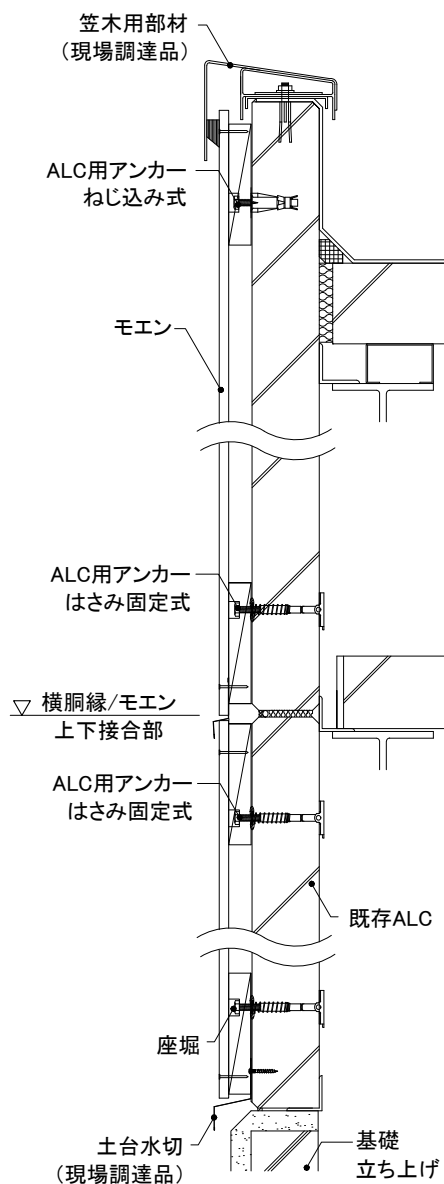 笠木用部材
（現場調達品）
ALC用アンカー
ねじ込み式
モエン
ALC用アンカー
はさみ固定式
▽ 横胴縁/モエン
上下接合部
ALC用アンカー
はさみ固定式
既存ALC
座堀
土台水切
（現場調達品）
基礎
立ち上げ